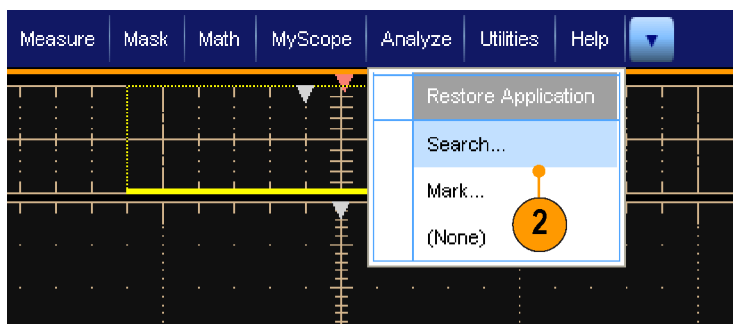 Measure Mask Math MyScope Analyze Utilities Help
Restore Application
Search...
Mark...
(None)
2